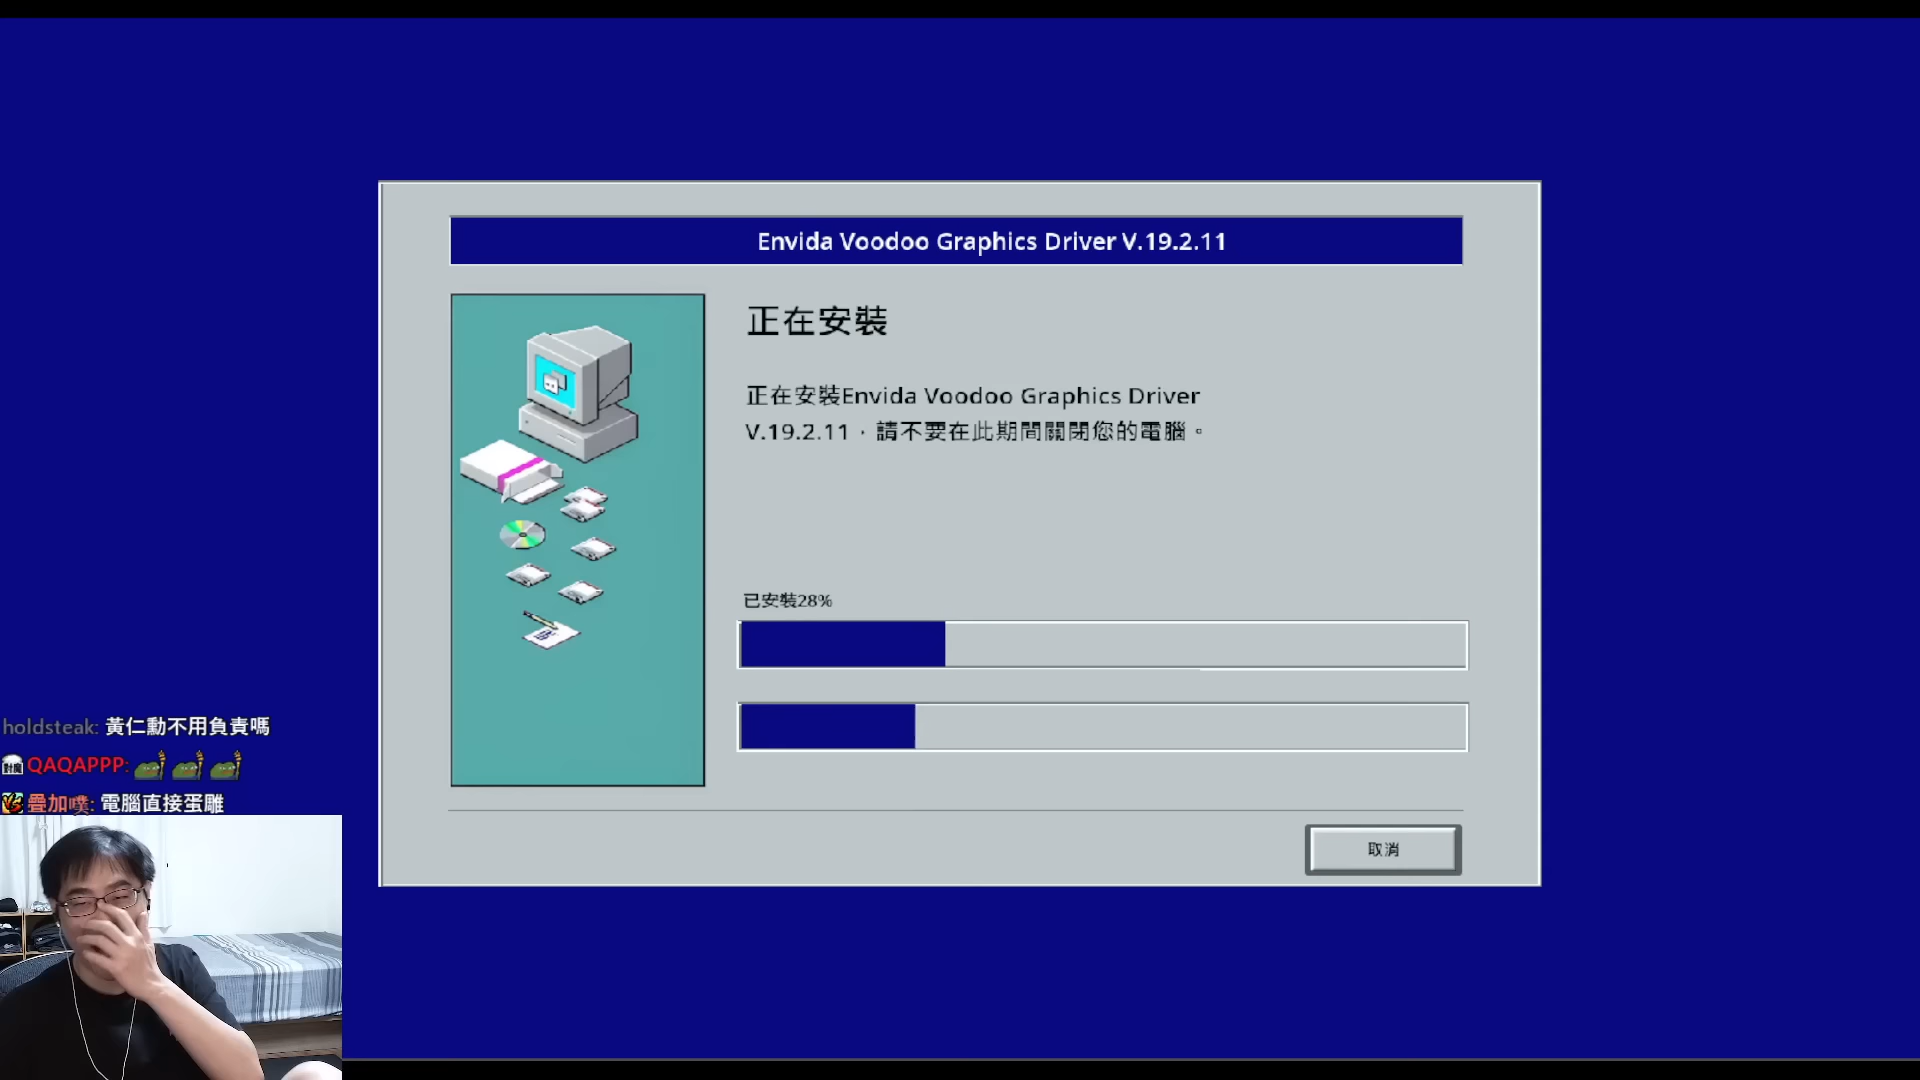 Envida Voodoo Graphics Driver V.19.2.11
正在安裝
正在安裝Envida Voodoo Graphics Driver
V.19.2.11，請不要在此期間關閉您的電腦。
已安裝28%
取消
holdsteak: 黃仁勳不用負責嗎
QAQAPPP:
疊加噗: 電腦直接蛋雕